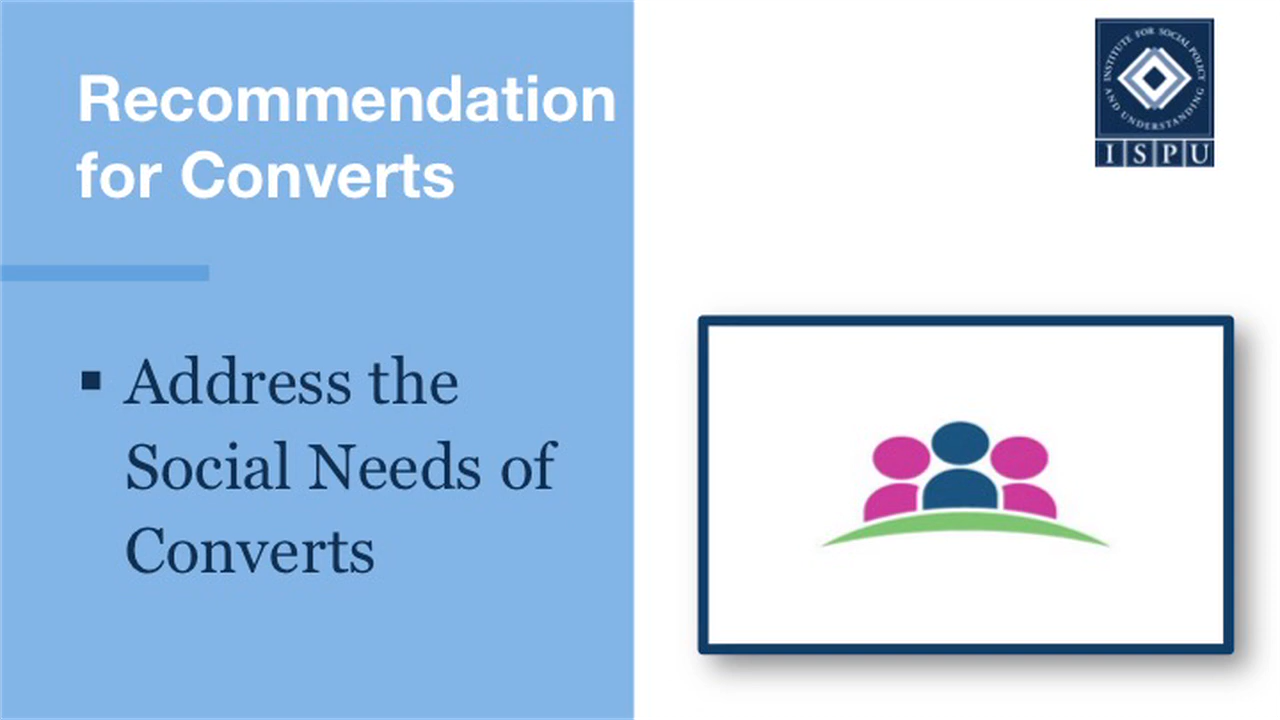 Recommendation
for Converts
▪ Address the
Social Needs of
Converts
INSTITUTE FOR SOCIAL POLICY
AND UNDERSTANDING
ISPU